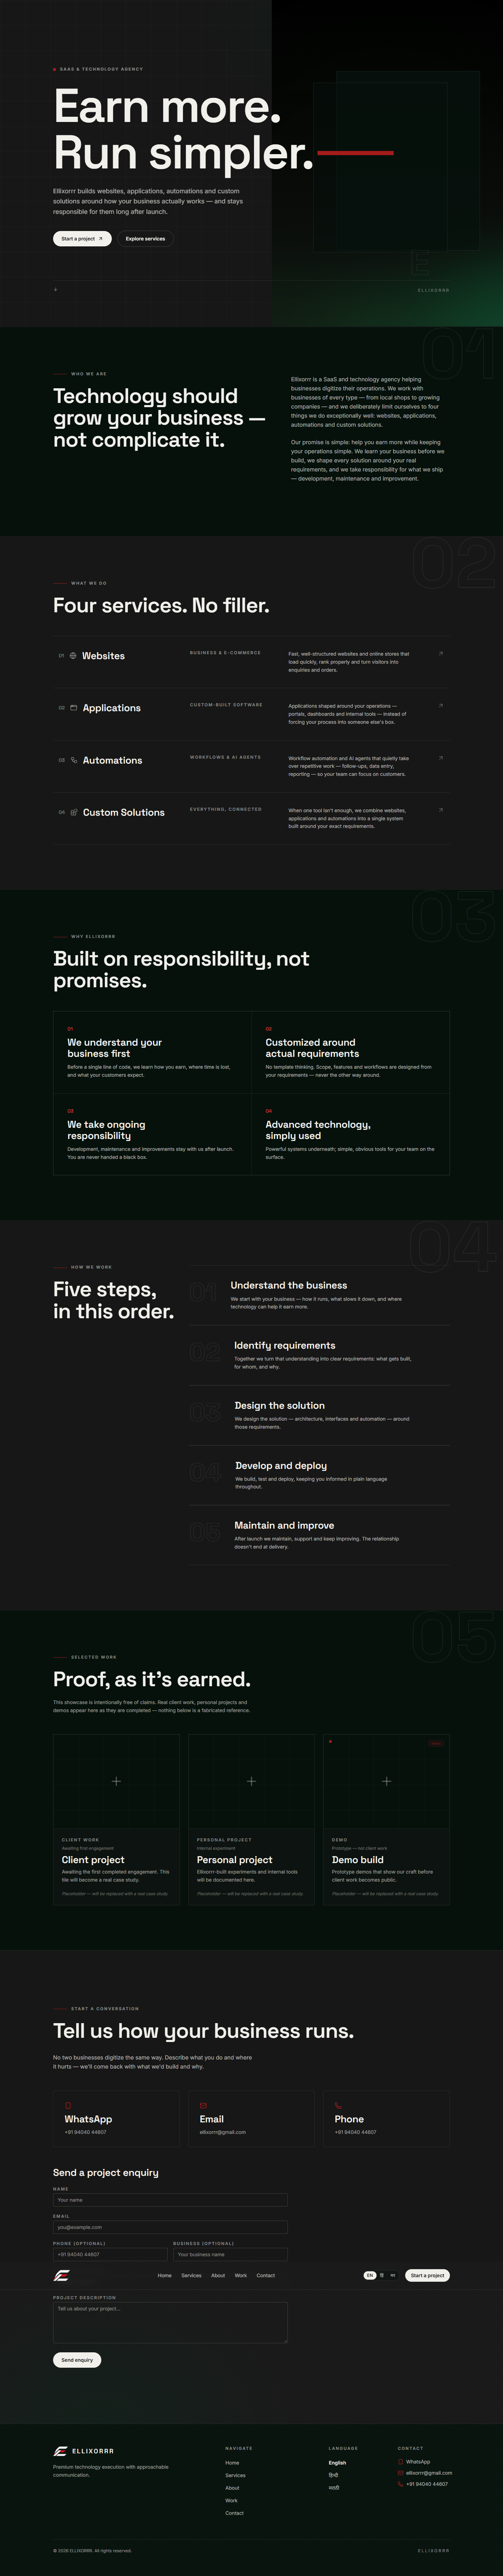 SAAS & TECHNOLOGY AGENCY
Earn more.
Run simpler.
Ellixorrr builds websites, applications, automations and custom
solutions around how your business actually works — and stays
responsible for them long after launch.
Start a project
Explore services
E
ELLIXORRR
01
WHO WE ARE
Technology should
grow your business —
not complicate it.
Ellixorrr is a SaaS and technology agency helping
businesses digitize their operations. We work with
businesses of every type — from local shops to growing
companies — and we deliberately limit ourselves to four
things we do exceptionally well: websites, applications,
automations and custom solutions.
Our promise is simple: help you earn more while keeping
your operations simple. We learn your business before we
build, we shape every solution around your real
requirements, and we take responsibility for what we ship
— development, maintenance and improvement.
02
WHAT WE DO
Four services. No filler.
01 Websites
BUSINESS & E-COMMERCE
Fast, well-structured websites and online stores that
load quickly, rank properly and turn visitors into
enquiries and orders.
02 Applications
CUSTOM-BUILT SOFTWARE
Applications shaped around your operations —
portals, dashboards and internal tools — instead of
forcing your process into someone else's box.
03 Automations
WORKFLOWS & AI AGENTS
Workflow automation and AI agents that quietly take
over repetitive work — follow-ups, data entry,
reporting — so your team can focus on customers.
04 Custom Solutions
EVERYTHING, CONNECTED
When one tool isn't enough, we combine websites,
applications and automations into a single system
built around your exact requirements.
03
WHY ELLIXORRR
Built on responsibility, not
promises.
01
We understand your
business first
Before a single line of code, we learn how you earn, where time is lost,
and what your customers expect.
02
Customized around
actual requirements
No template thinking. Scope, features and workflows are designed from
your requirements — never the other way around.
03
We take ongoing
responsibility
Development, maintenance and improvements stay with us after launch.
You are never handed a black box.
04
Advanced technology,
simply used
Powerful systems underneath; simple, obvious tools for your team on the
surface.
04
HOW WE WORK
Five steps,
in this order.
01
Understand the business
We start with your business — how it runs, what slows it down, and where
technology can help it earn more.
02
Identify requirements
Together we turn that understanding into clear requirements: what gets built,
for whom, and why.
03
Design the solution
We design the solution — architecture, interfaces and automation — around
those requirements.
04
Develop and deploy
We build, test and deploy, keeping you informed in plain language
throughout.
05
Maintain and improve
After launch we maintain, support and keep improving. The relationship
doesn't end at delivery.
05
SELECTED WORK
Proof, as it's earned.
This showcase is intentionally free of claims. Real client work, personal projects and
demos appear here as they are completed — nothing below is a fabricated reference.
CLIENT WORK
Awaiting first engagement
Client project
Awaiting the first completed engagement. This
tile will become a real case study.
Placeholder — will be replaced with a real case study.
PERSONAL PROJECT
Internal experiment
Personal project
Ellixorrr-built experiments and internal tools
will be documented here.
Placeholder — will be replaced with a real case study.
DEMO
Prototype — not client work
Demo build
Prototype demos that show our craft before
client work becomes public.
Placeholder — will be replaced with a real case study.
START A CONVERSATION
Tell us how your business runs.
No two businesses digitize the same way. Describe what you do and where
it hurts — we'll come back with what we'd build and why.
WhatsApp
+91 94040 44607
Email
ellixorrr@gmail.com
Phone
+91 94040 44607
Send a project enquiry
NAME
Your name
EMAIL
you@example.com
PHONE (OPTIONAL)
BUSINESS (OPTIONAL)
+91 94040 44607
Your business name
Home
Services
About
Work
Contact
EN
हिं
मरा
Start a project
PROJECT DESCRIPTION
Tell us about your project...
Send enquiry
ELLIXORRR
Premium technology execution with approachable
communication.
NAVIGATE
Home
Services
About
Work
Contact
LANGUAGE
English
हिन्दी
मराठी
CONTACT
WhatsApp
ellixorrr@gmail.com
+91 94040 44607
© 2026 ELLIXORRR. All rights reserved.
ELLIXORRR